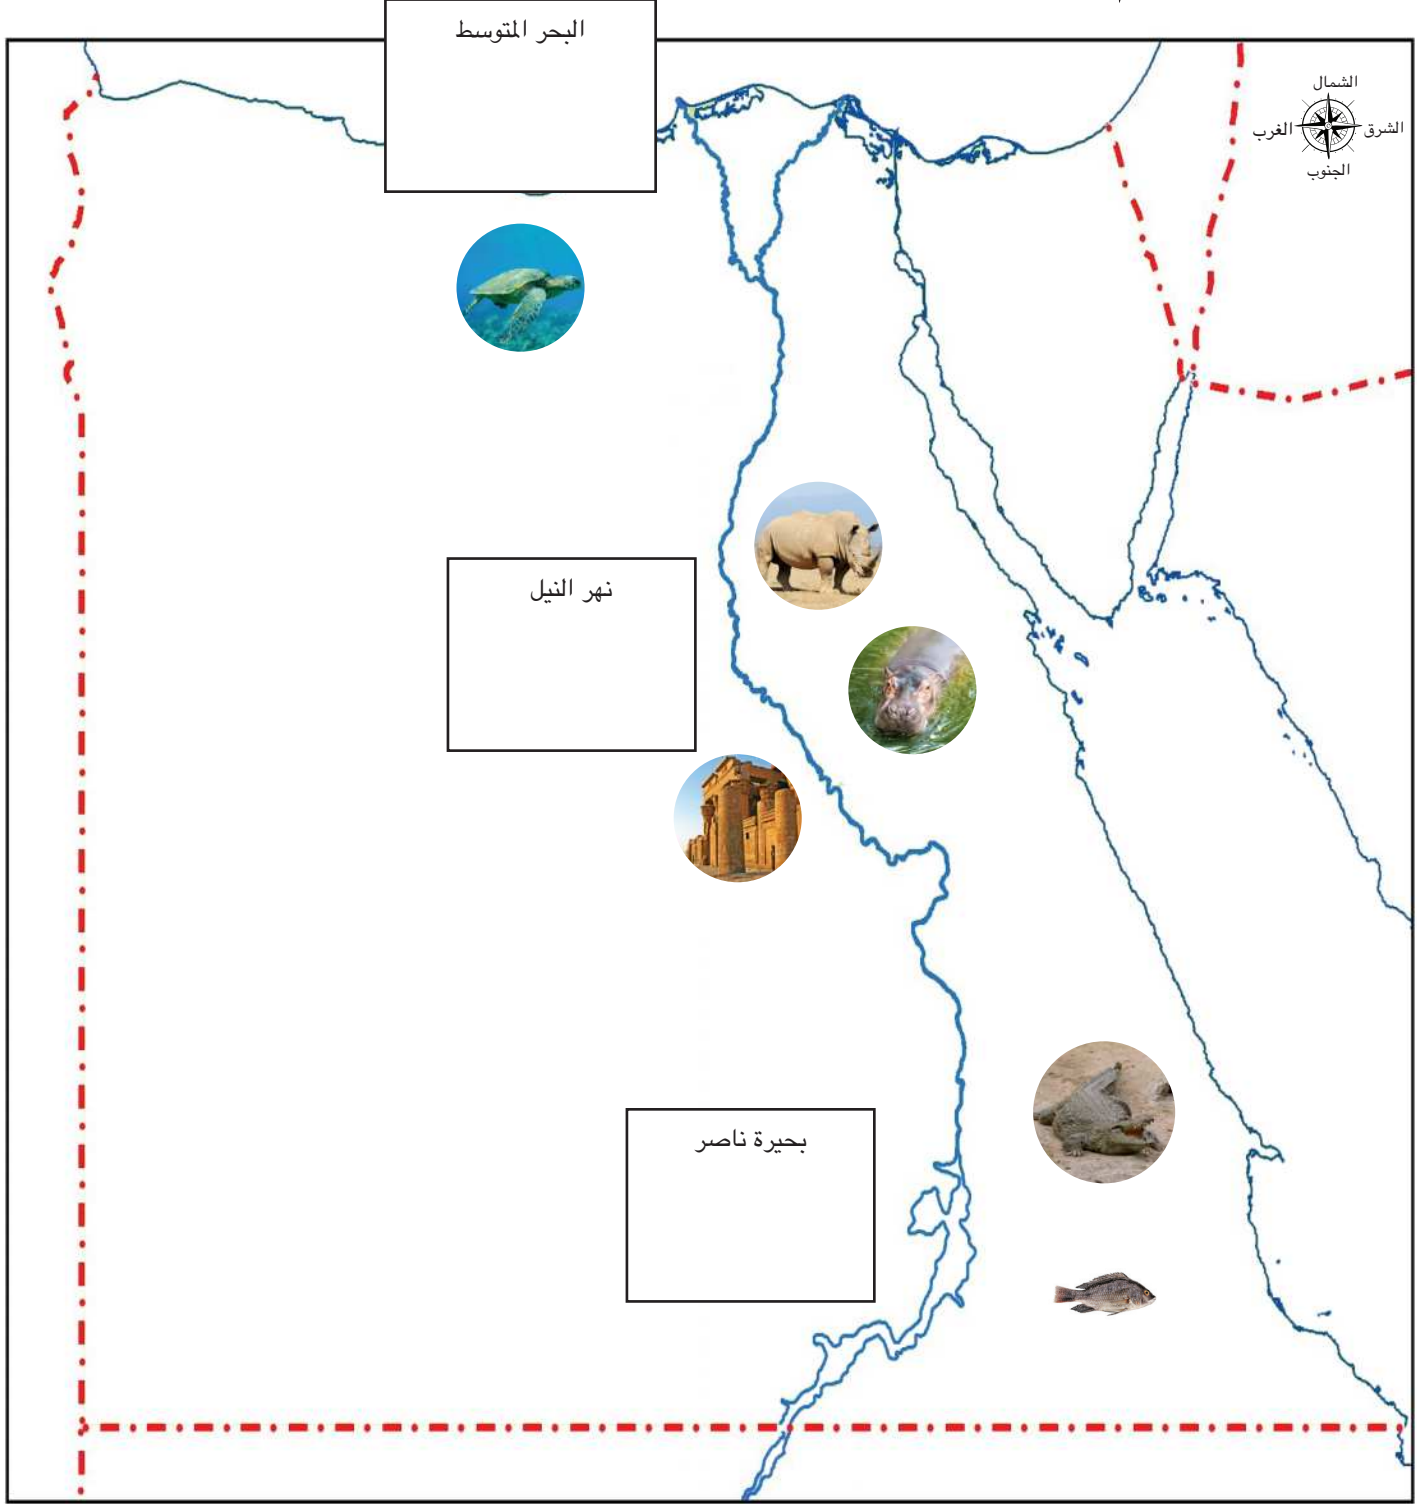 البحر المتوسط
الشمال
الغرب
الشرق
الجنوب
نهر النيل
بحيرة ناصر